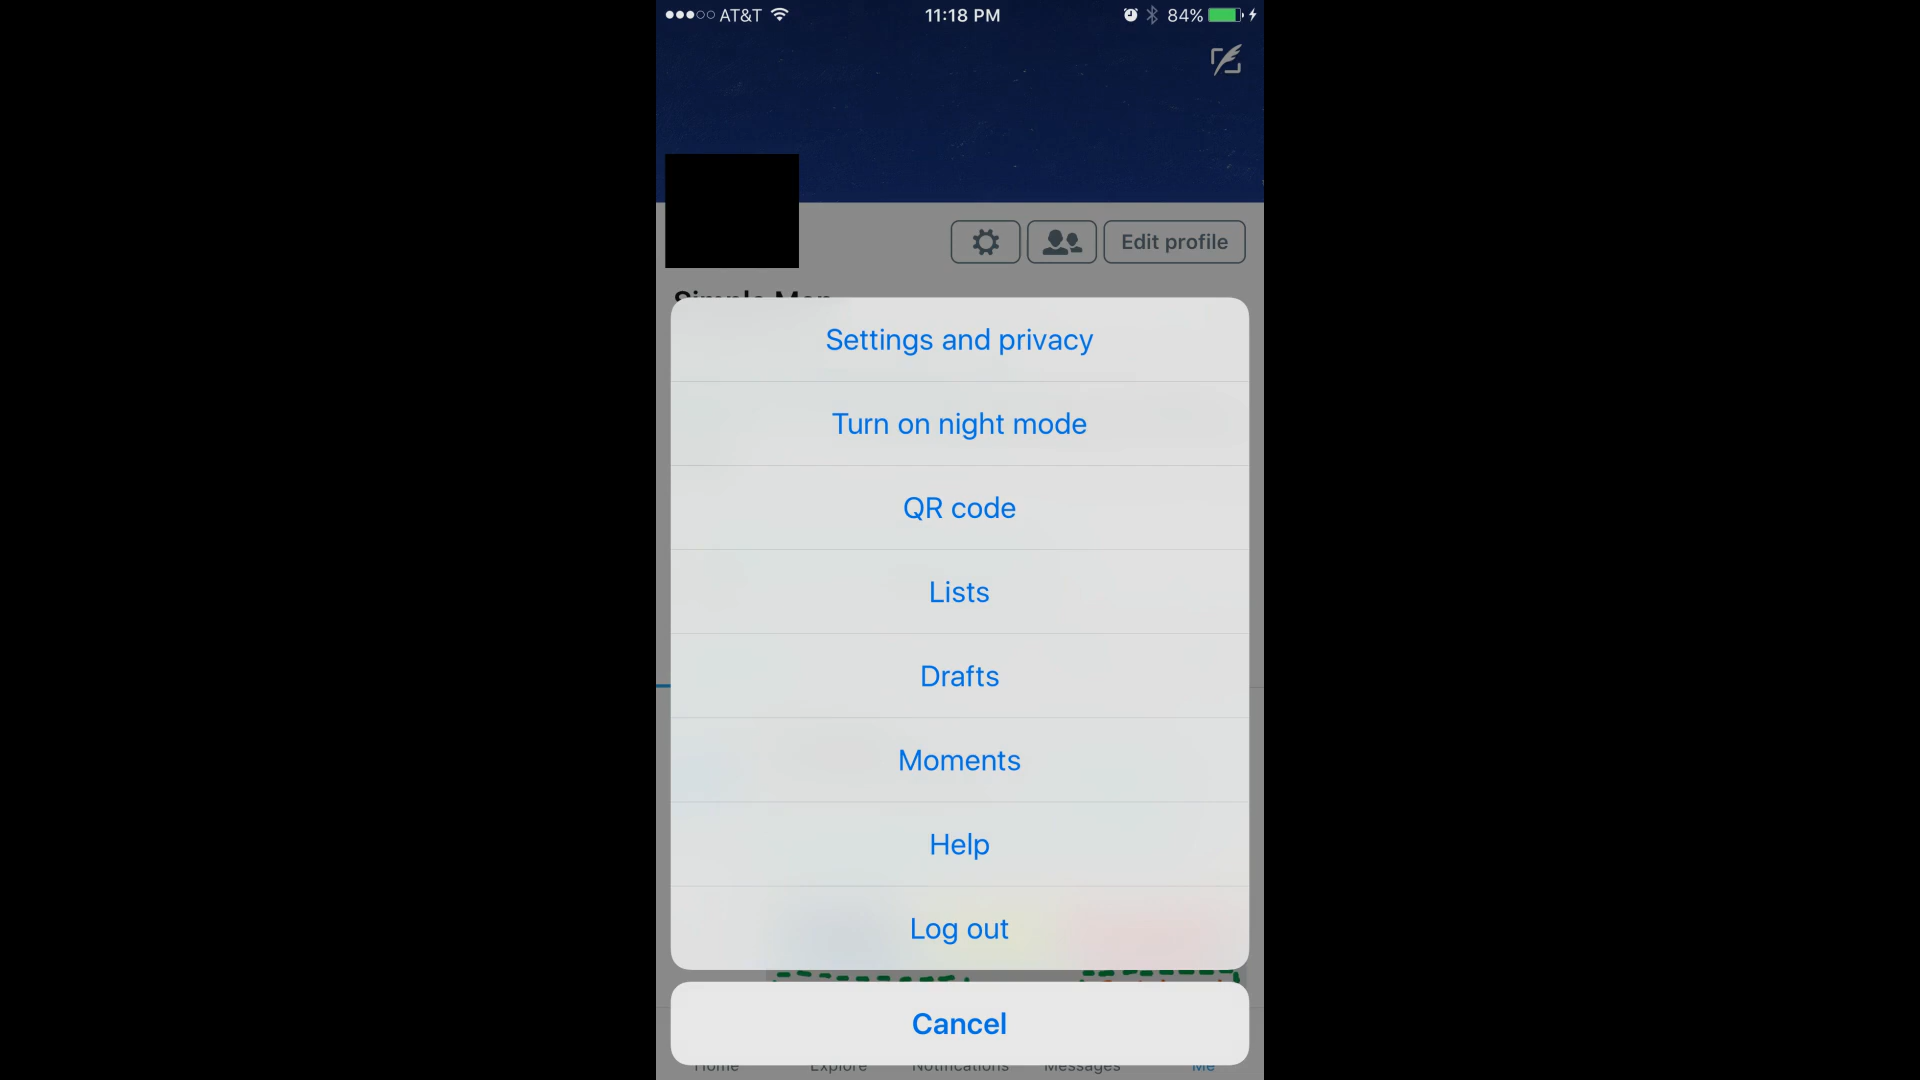 AT&T 11:18 PM 84%
Edit profile
Settings and privacy
Turn on night mode
QR code
Lists
Drafts
Moments
Help
Log out
Cancel
Home Explore Notifications Messages Me